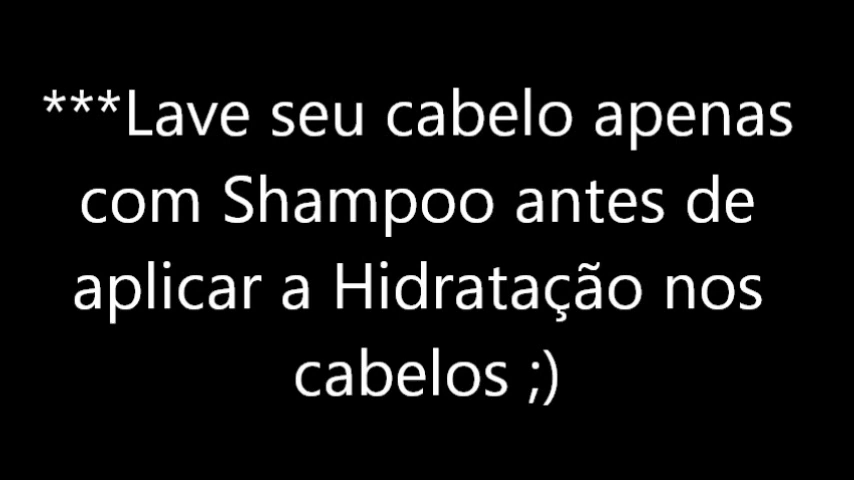 ***Lave seu cabelo apenas
com Shampoo antes de
aplicar a Hidratação nos
cabelos ;)